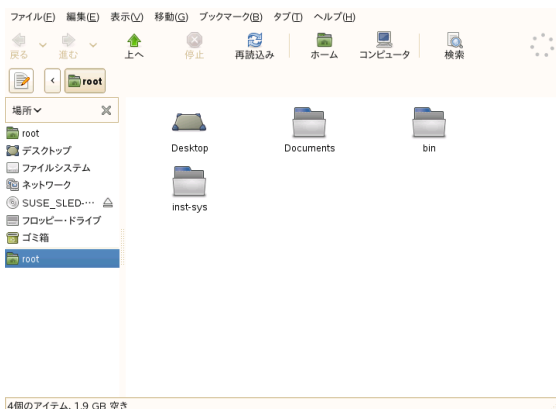 ファイル(F) 編集(E) 表示(V) 移動(G) ブックマーク(B) タブ(T) ヘルプ(H)
戻る 進む 上へ 停止 再読込み ホーム コンピュータ 検索
root
場所
root
デスクトップ
ファイルシステム
ネットワーク
SUSE_SLED-…
フロッピー・ドライブ
ゴミ箱
root
Desktop Documents bin
inst-sys
4個のアイテム, 1.9 GB 空き